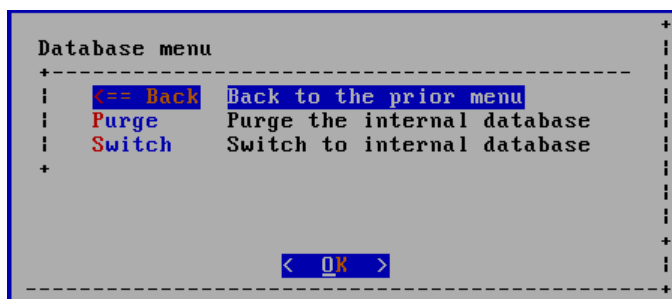 Database menu
<== Back Back to the prior menu
Purge Purge the internal database
Switch Switch to internal database
< OK >